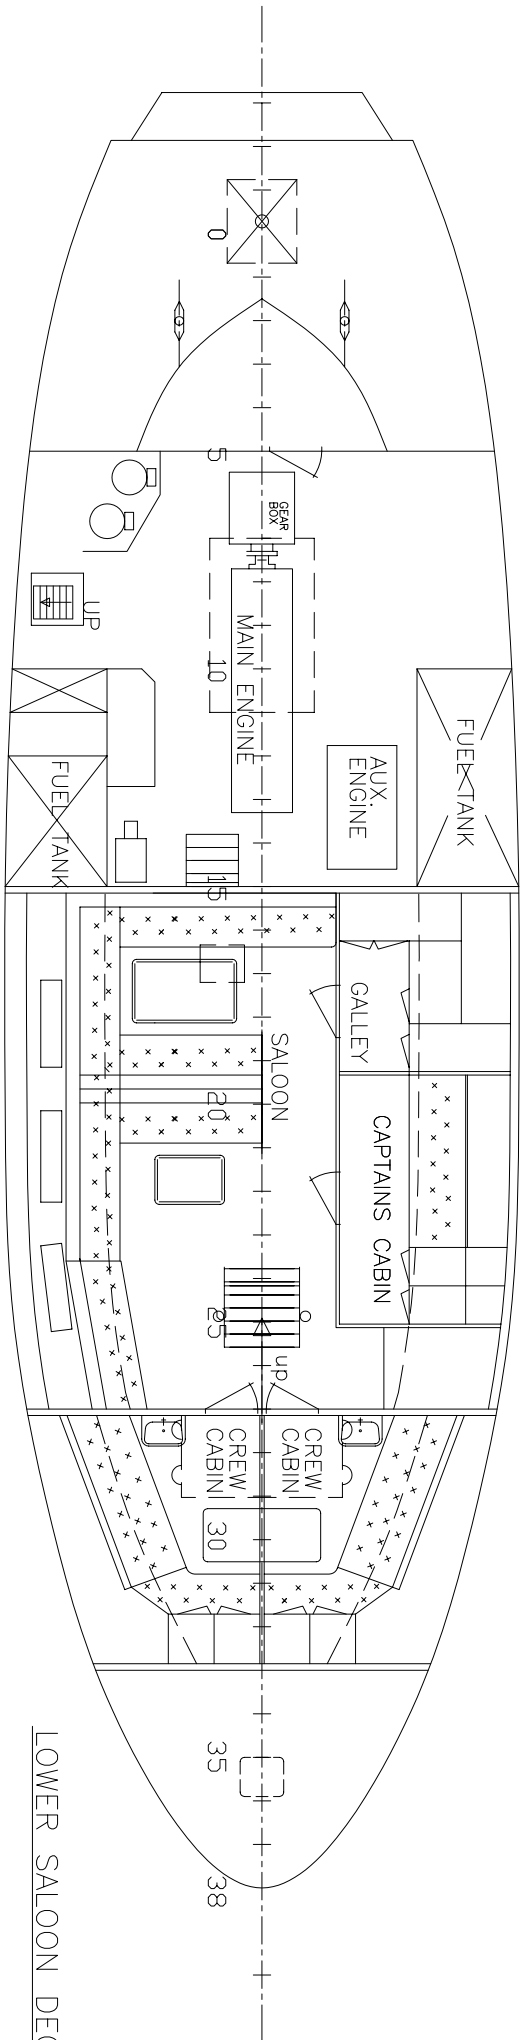 0
5
GEAR
BOX
UP
MAIN ENGINE
10
FUEL TANK
AUX.
ENGINE
FUEL TANK
15
GALLEY
SALOON
20
CAPTAINS CABIN
25
up
CREW
CABIN
CREW
CABIN
30
35
38
LOWER SALOON DEC